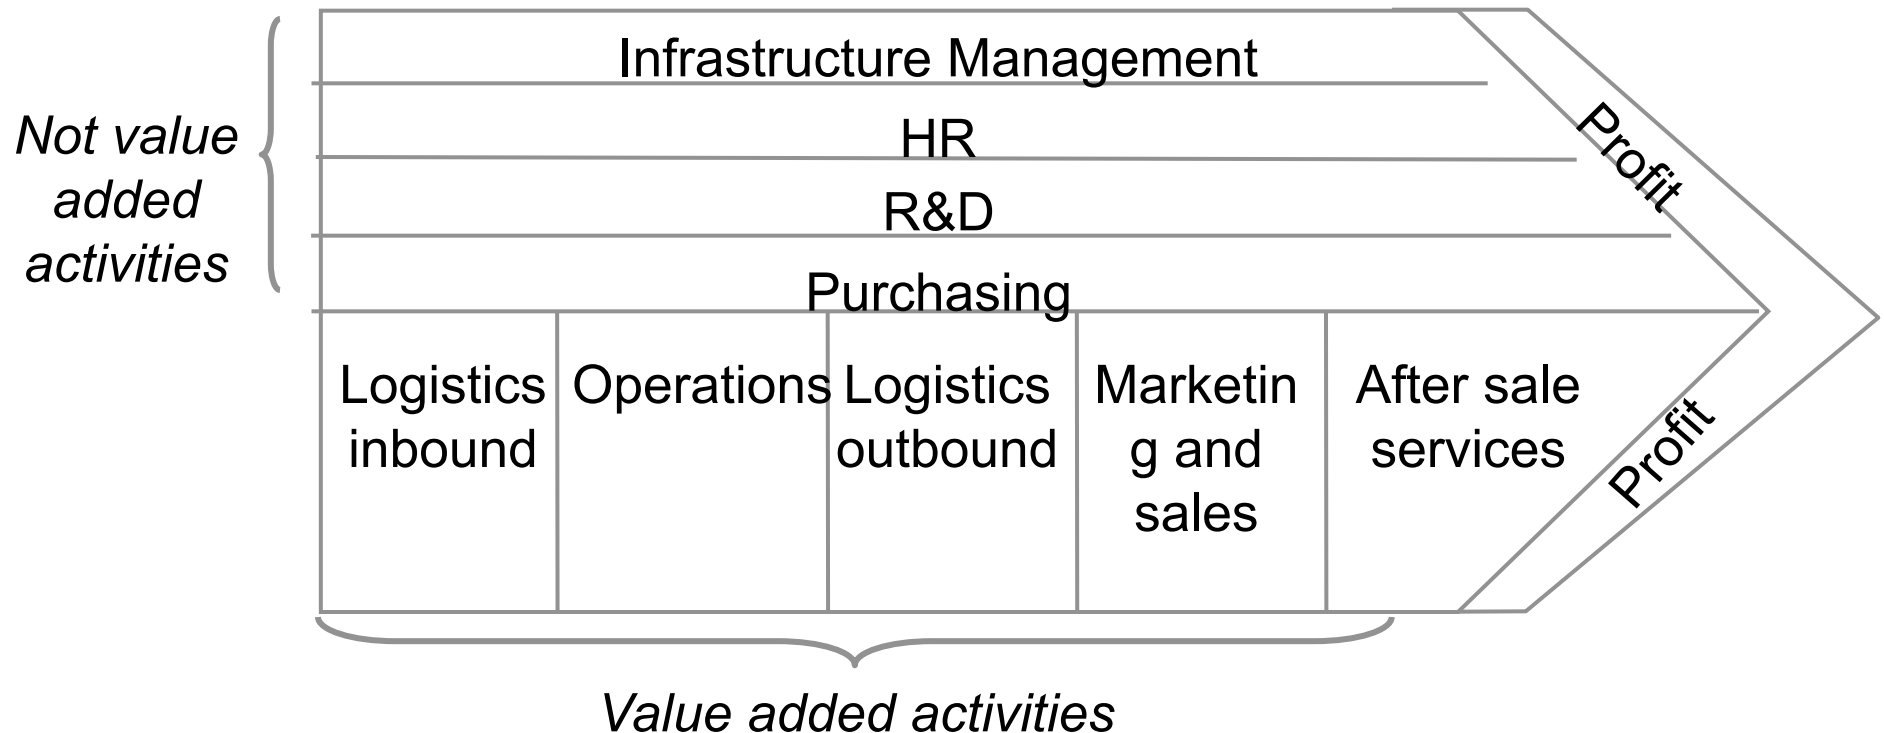 Infrastructure Management
HR
R&D
Purchasing
Not value
added
activities
Profit
Logistics
inbound
Operations
Logistics
outbound
Marketin
g and
sales
After sale
services
Profit
Value added activities